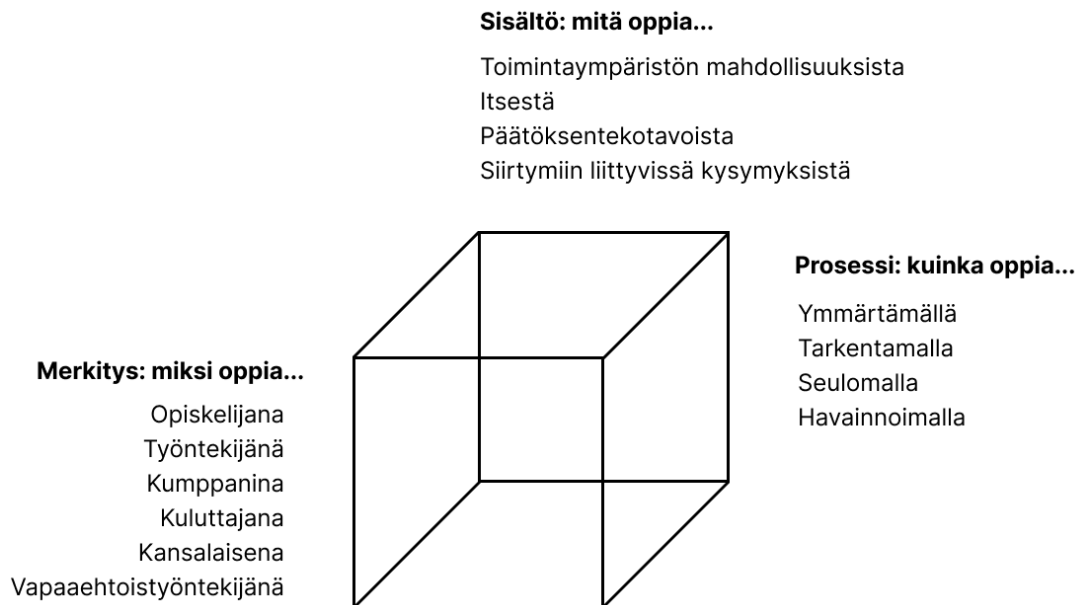 Sisältö: mitä oppia...
Toimintaympäristön mahdollisuuksista
Itsestä
Päätöksentekotavoista
Siirtymiin liittyvissä kysymyksistä
Prosessi: kuinka oppia...
Ymmärtämällä
Tarkentamalla
Seulomalla
Havainnoimalla
Merkitys: miksi oppia...
Opiskelijana
Työntekijänä
Kumppanina
Kuluttajana
Kansalaisena
Vapaaehtoistyöntekijänä